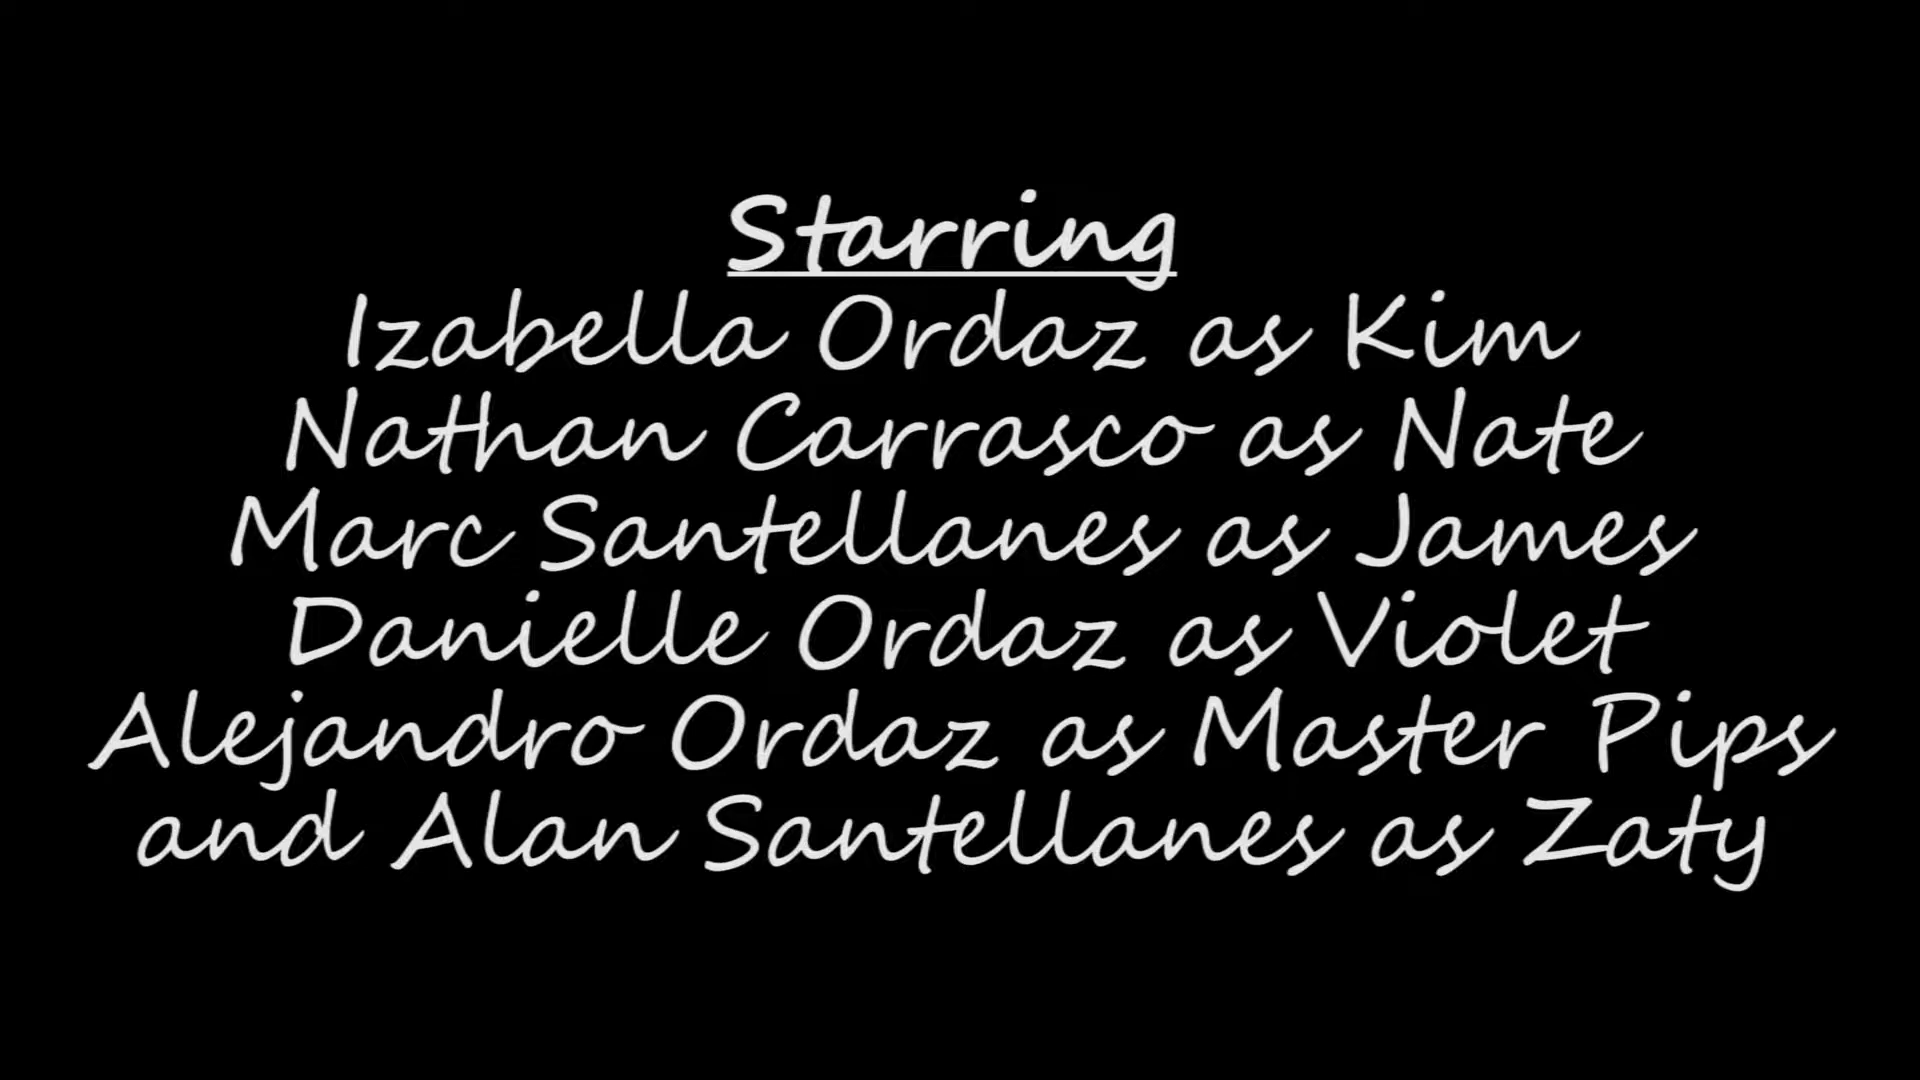 Starring
Izabella Ordaz as Kim
Nathan Carrasco as Nate
Marc Santellanes as James
Danielle Ordaz as Violet
Alejandro Ordaz as Master Pips
and Alan Santellanes as Zaty